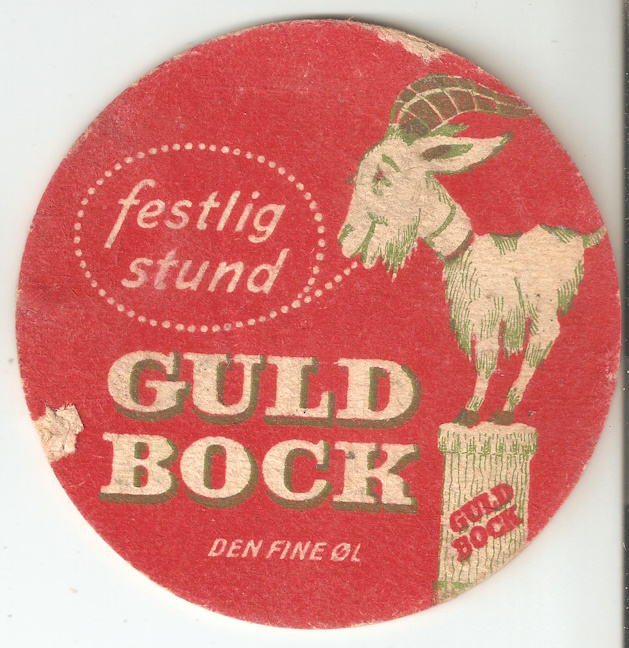 festlig
stund
GULD
BOCK
DEN FINE ØL
GULD
BOCK